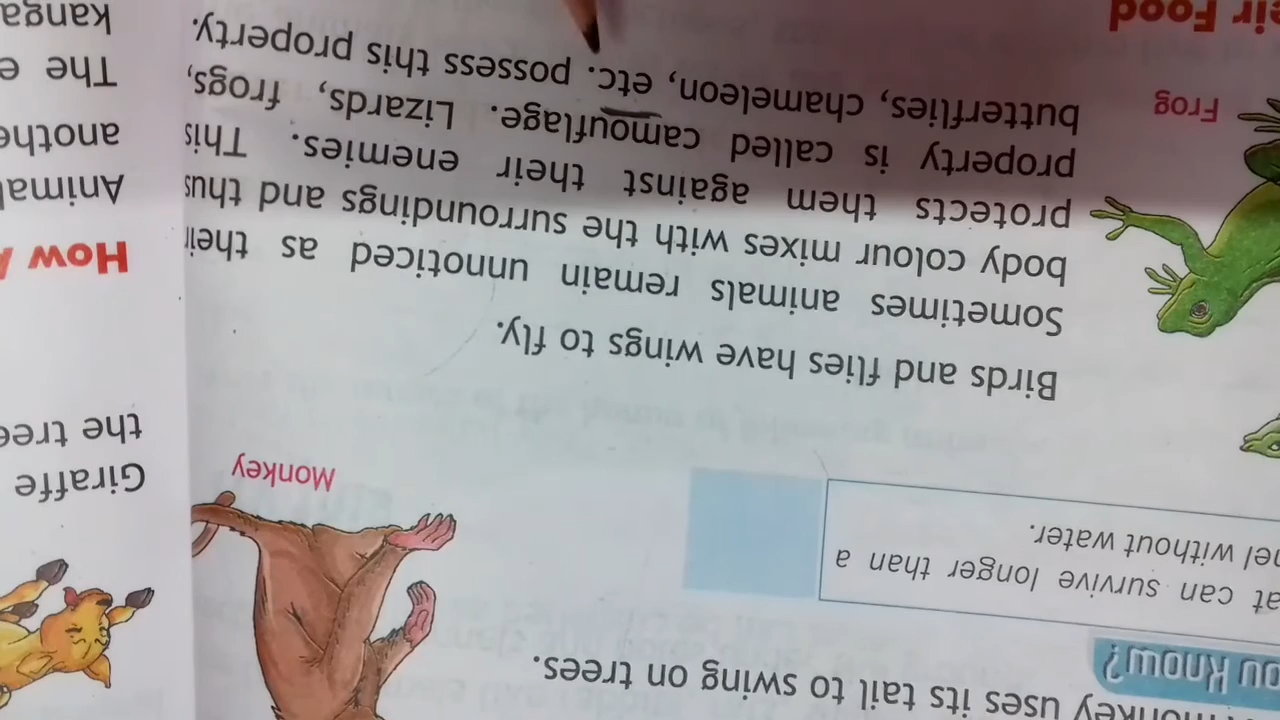 onkey uses its tail to swing on trees.
ou Know?
at can survive longer than a
el without water.
Monkey
Birds and flies have wings to fly.
Sometimes animals remain unnoticed as their
body colour mixes with the surroundings and thus
protects them against their enemies. This
property is called camouflage. Lizards, frogs,
butterflies, chameleon, etc. possess this property.
Frog
eir Food
Giraffe
the tree
How
Animal
anothe
The e
kanga